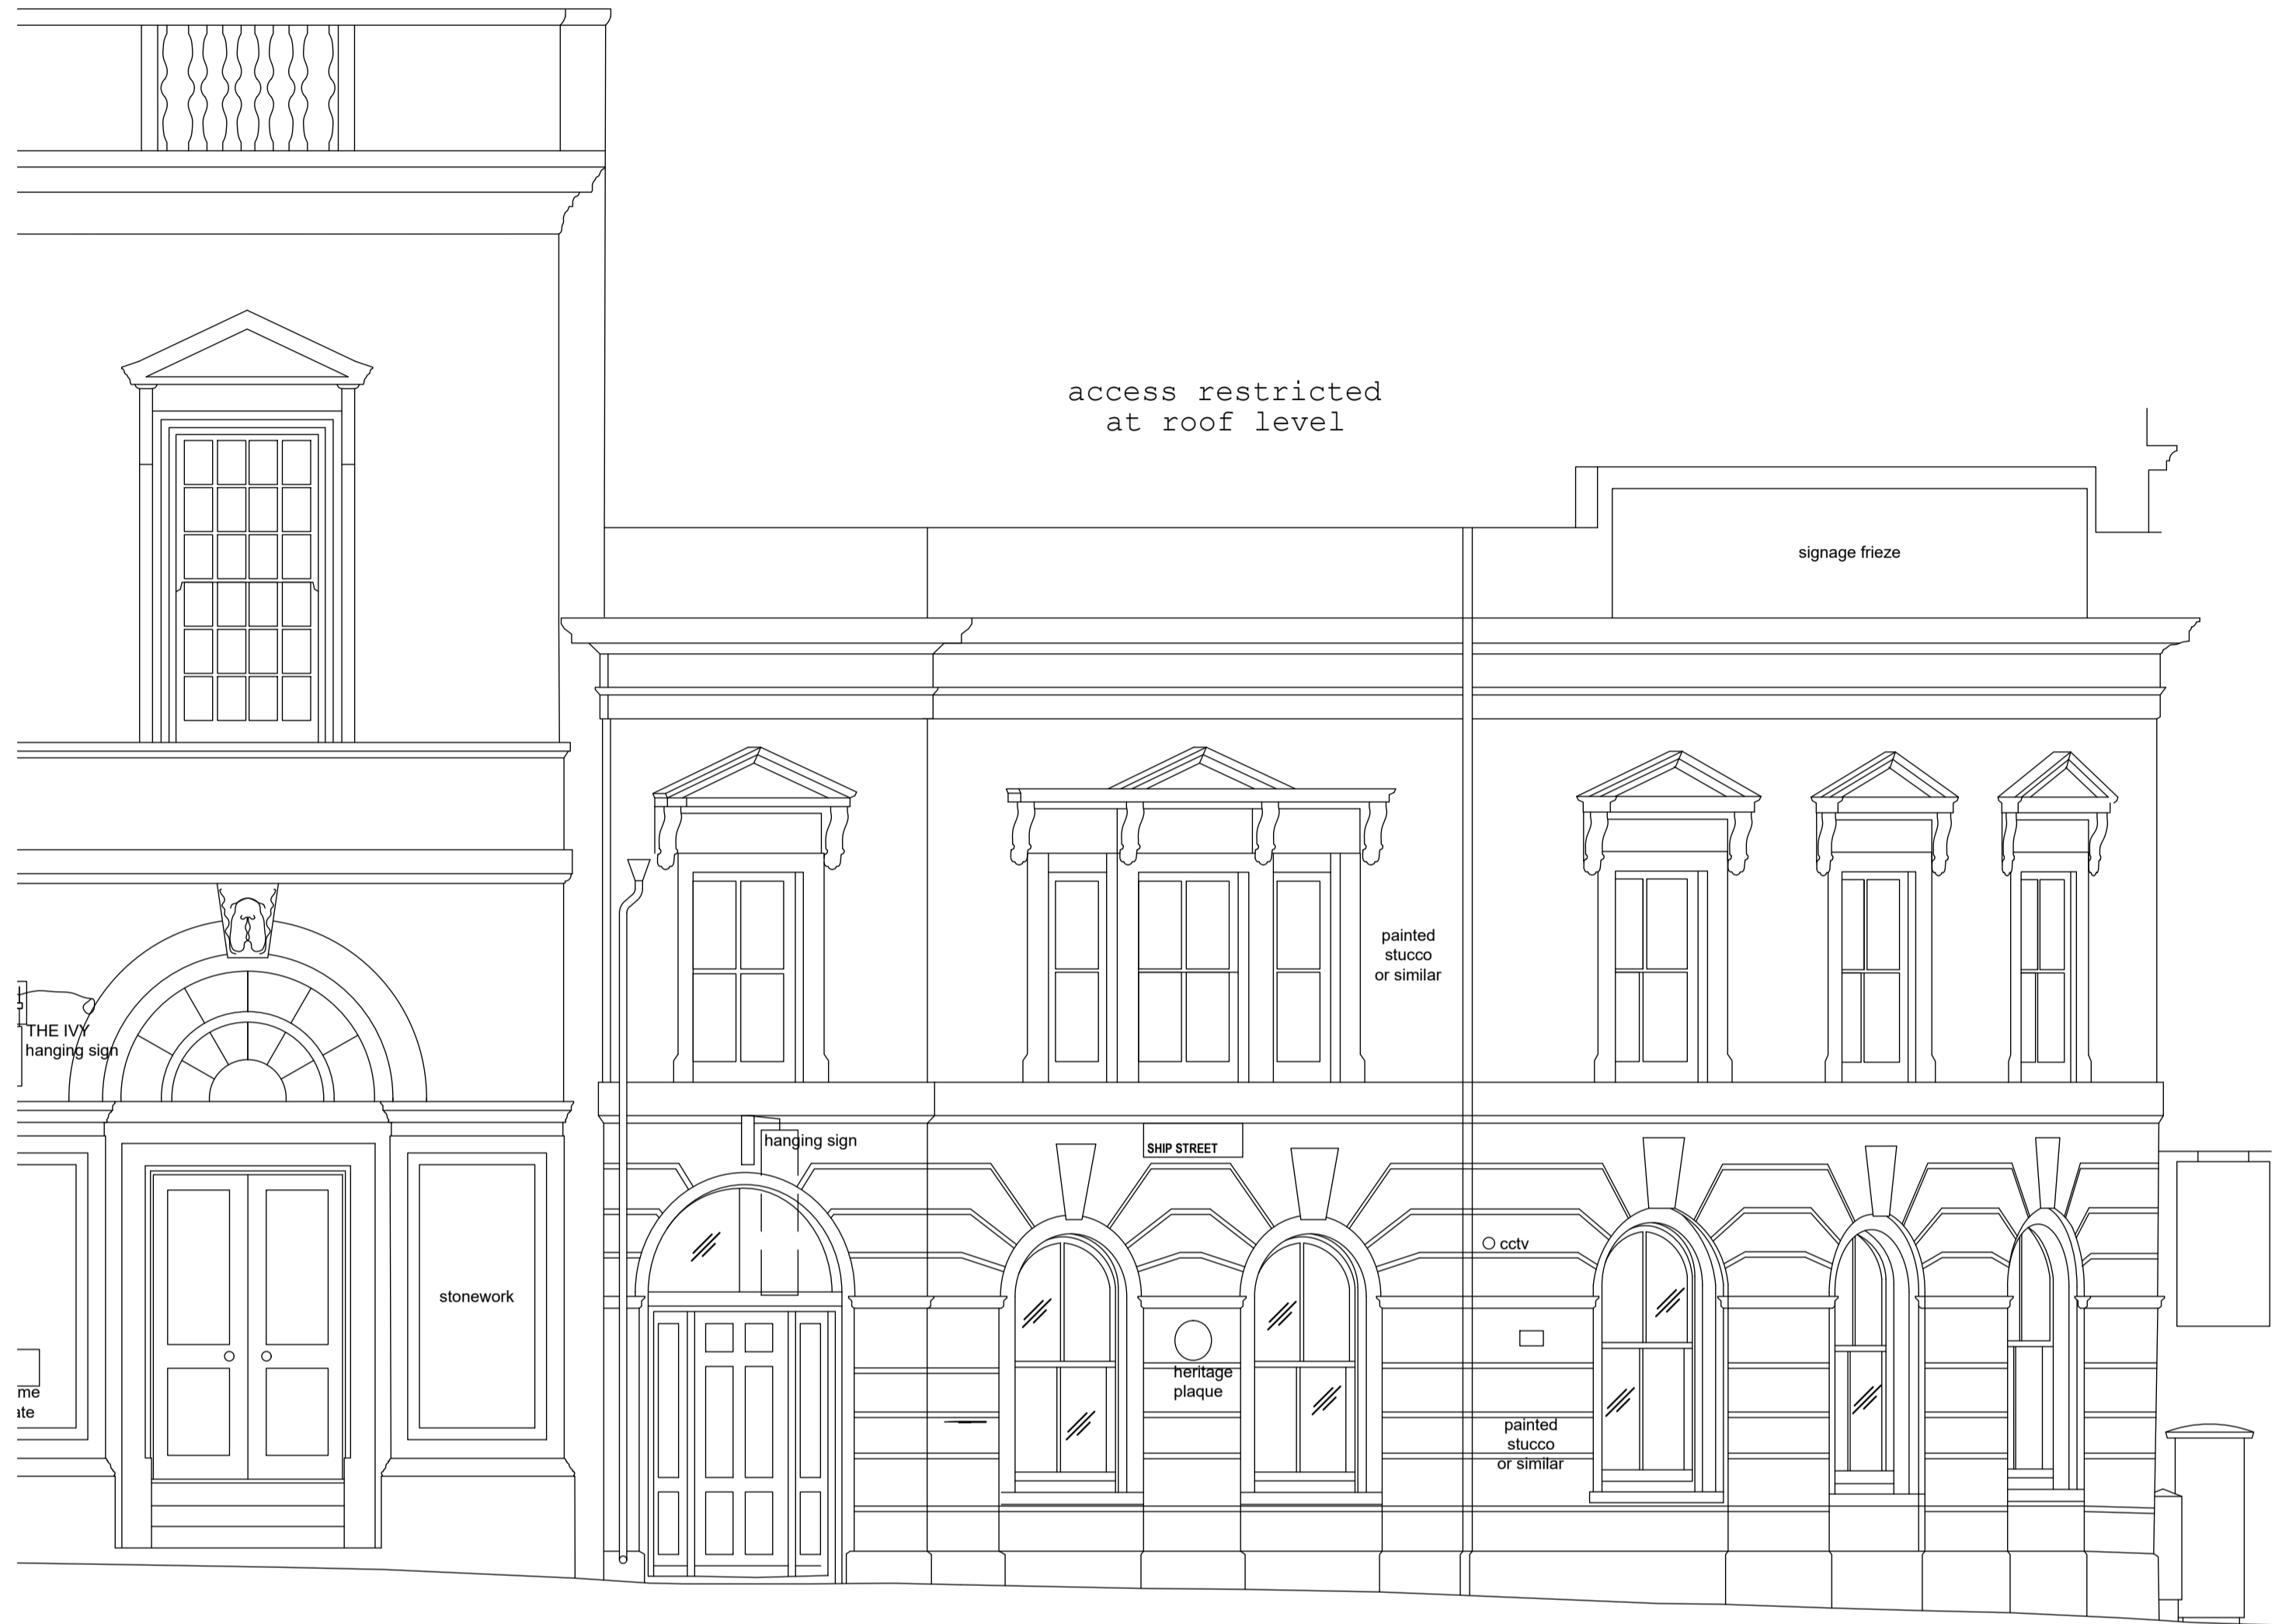 access restricted
at roof level
signage frieze
painted
stucco
or similar
THE IVY
hanging sign
hanging sign
SHIP STREET
cctv
stonework
heritage
plaque
me
ate
painted
stucco
or similar